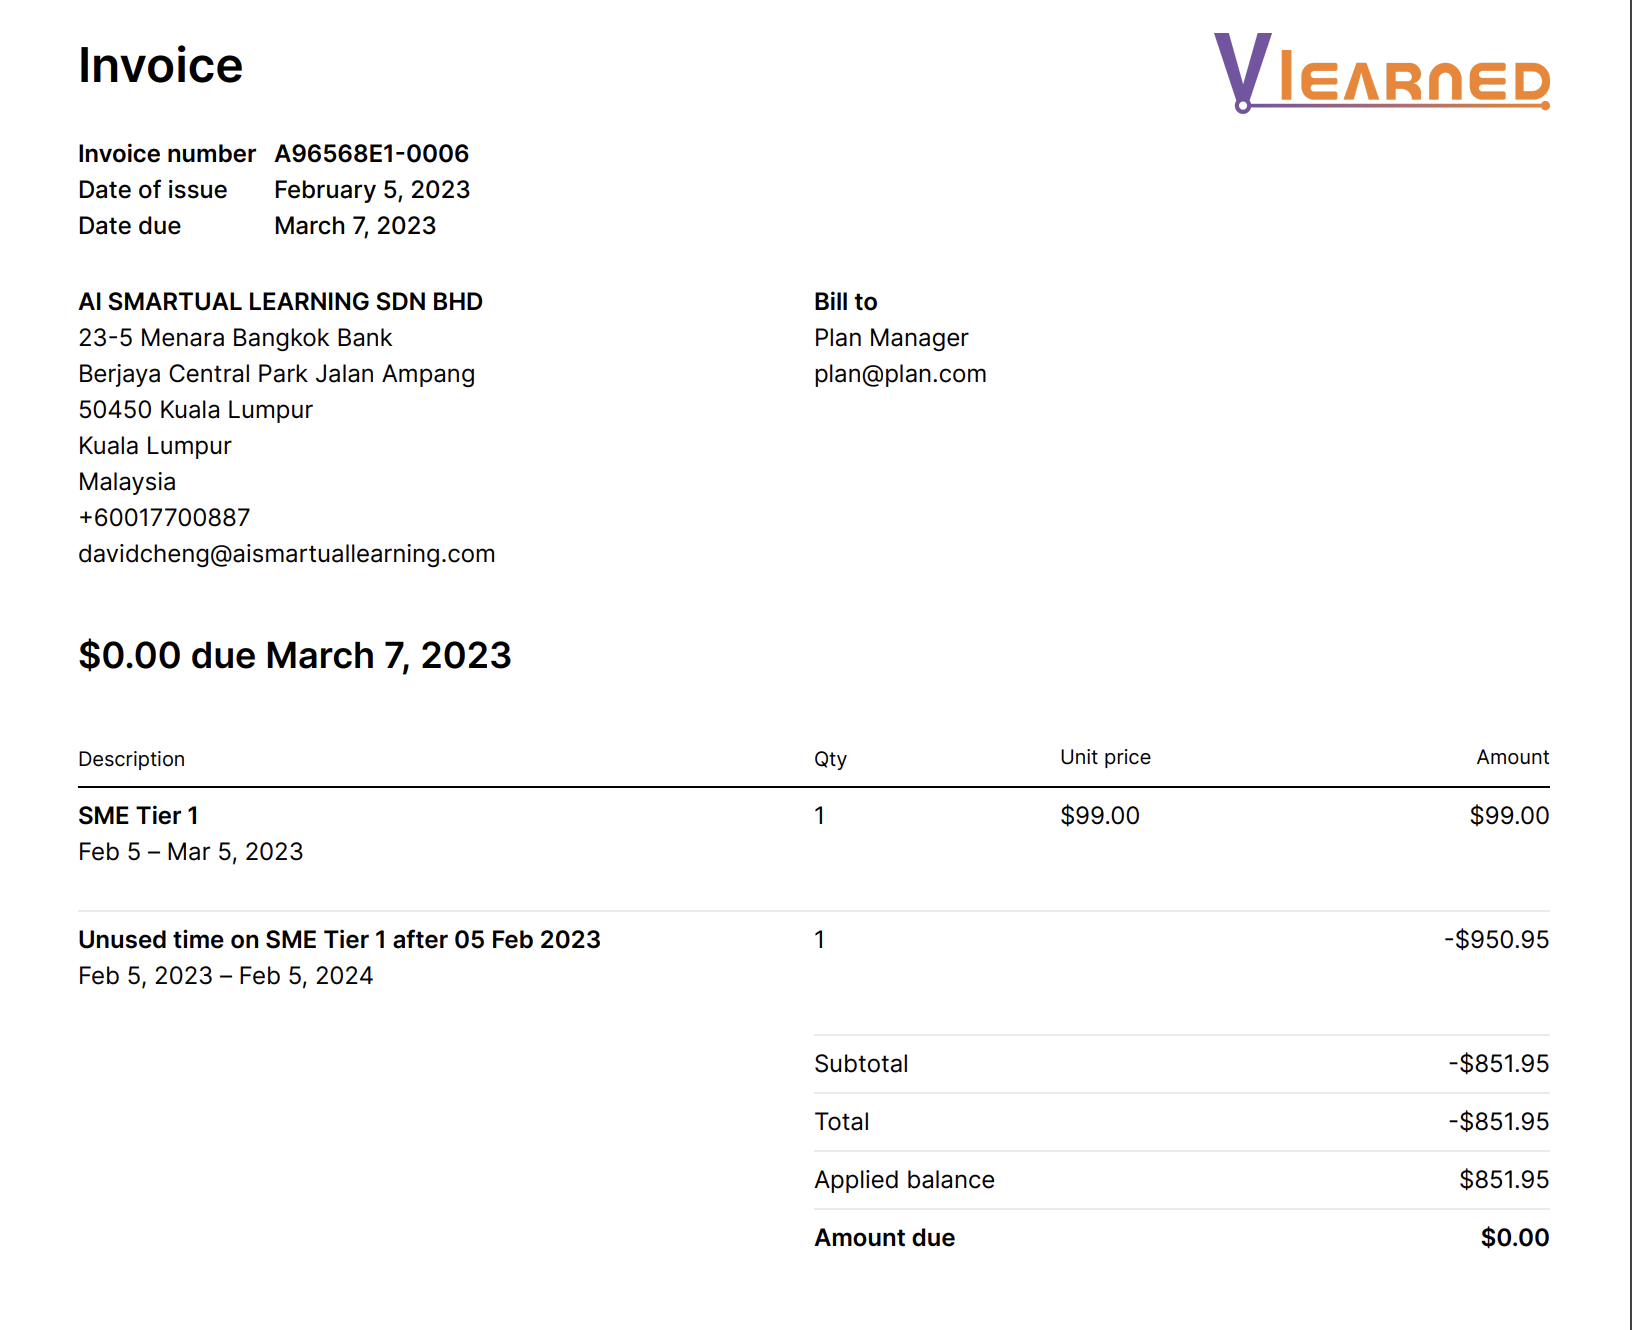 Invoice
VlEARNED
Invoice number A96568E1-0006
Date of issue February 5, 2023
Date due March 7, 2023
AI SMARTUAL LEARNING SDN BHD
23-5 Menara Bangkok Bank
Berjaya Central Park Jalan Ampang
50450 Kuala Lumpur
Kuala Lumpur
Malaysia
+60017700887
davidcheng@aismartuallearning.com
Bill to
Plan Manager
plan@plan.com
$0.00 due March 7, 2023
Description Qty Unit price Amount
SME Tier 1 1 $99.00 $99.00
Feb 5 – Mar 5, 2023
Unused time on SME Tier 1 after 05 Feb 2023 1 -$950.95
Feb 5, 2023 – Feb 5, 2024
Subtotal -$851.95
Total -$851.95
Applied balance $851.95
Amount due $0.00